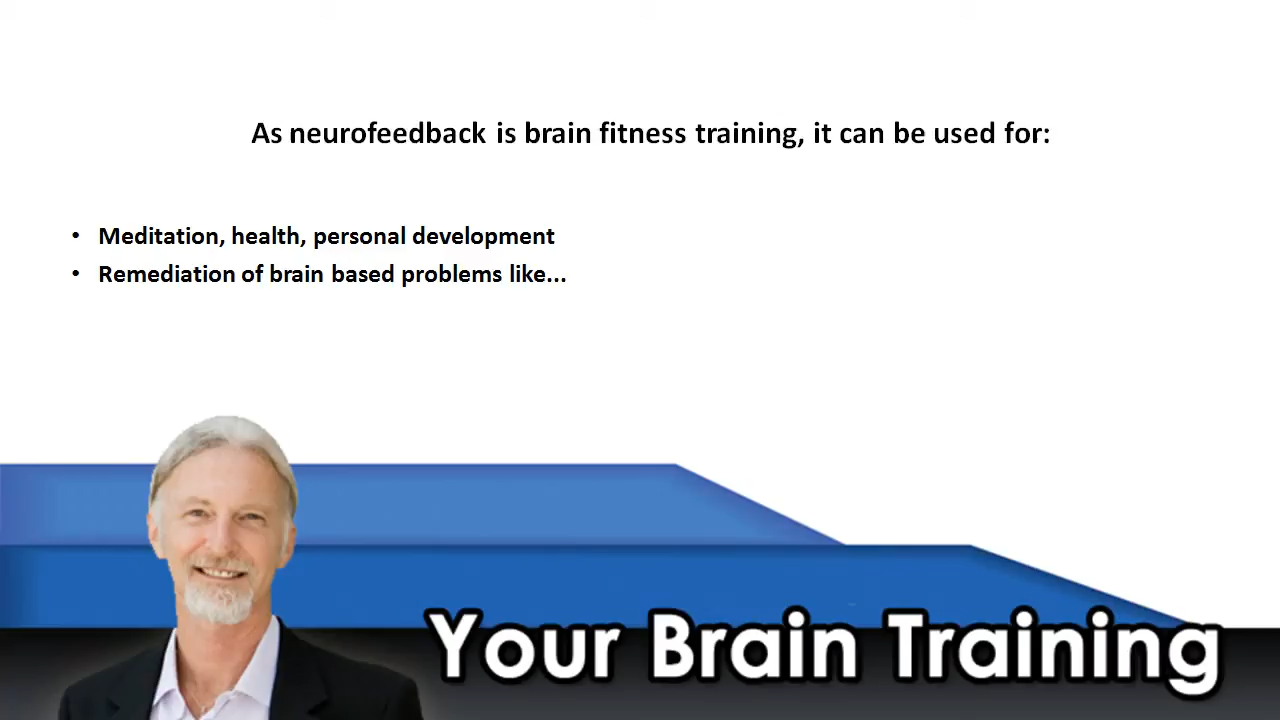 As neurofeedback is brain fitness training, it can be used for:
• Meditation, health, personal development
• Remediation of brain based problems like...
Your Brain Training